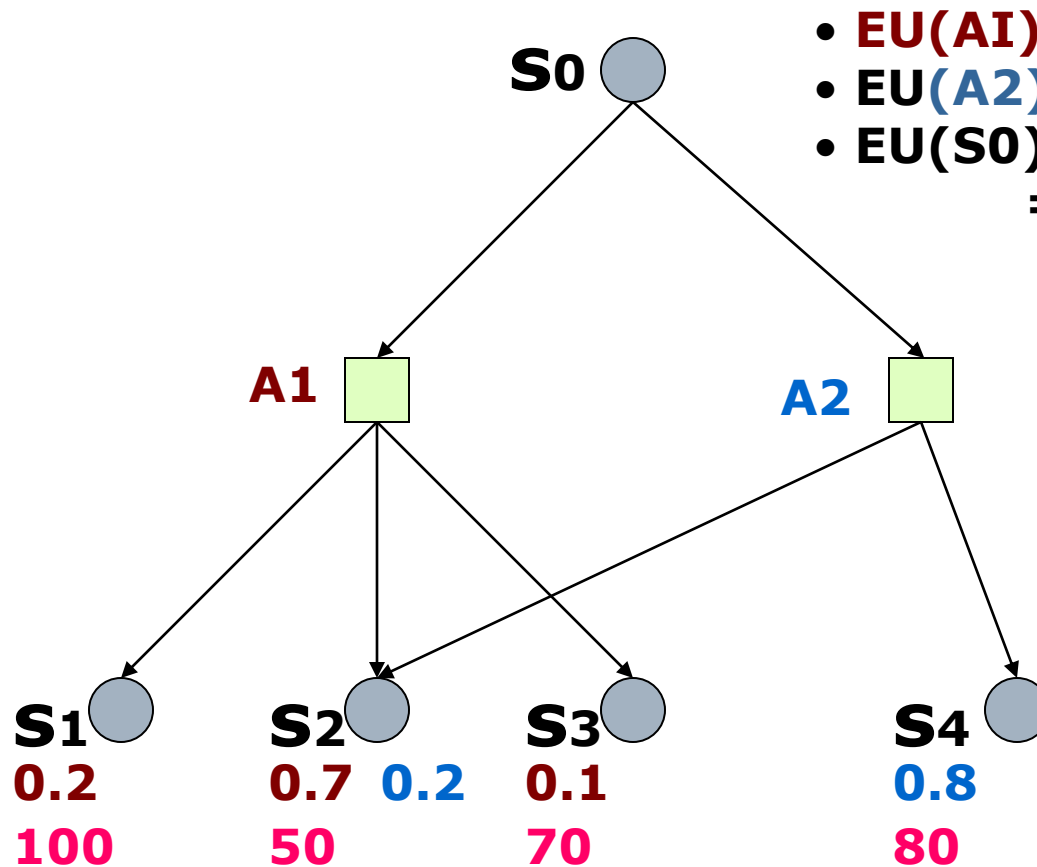 s0
• EU(AI)
• EU(A2)
• EU(S0)
=
A1
A2
s1
s2
s3
s4
0.2
0.7 0.2
0.1
0.8
100
50
70
80